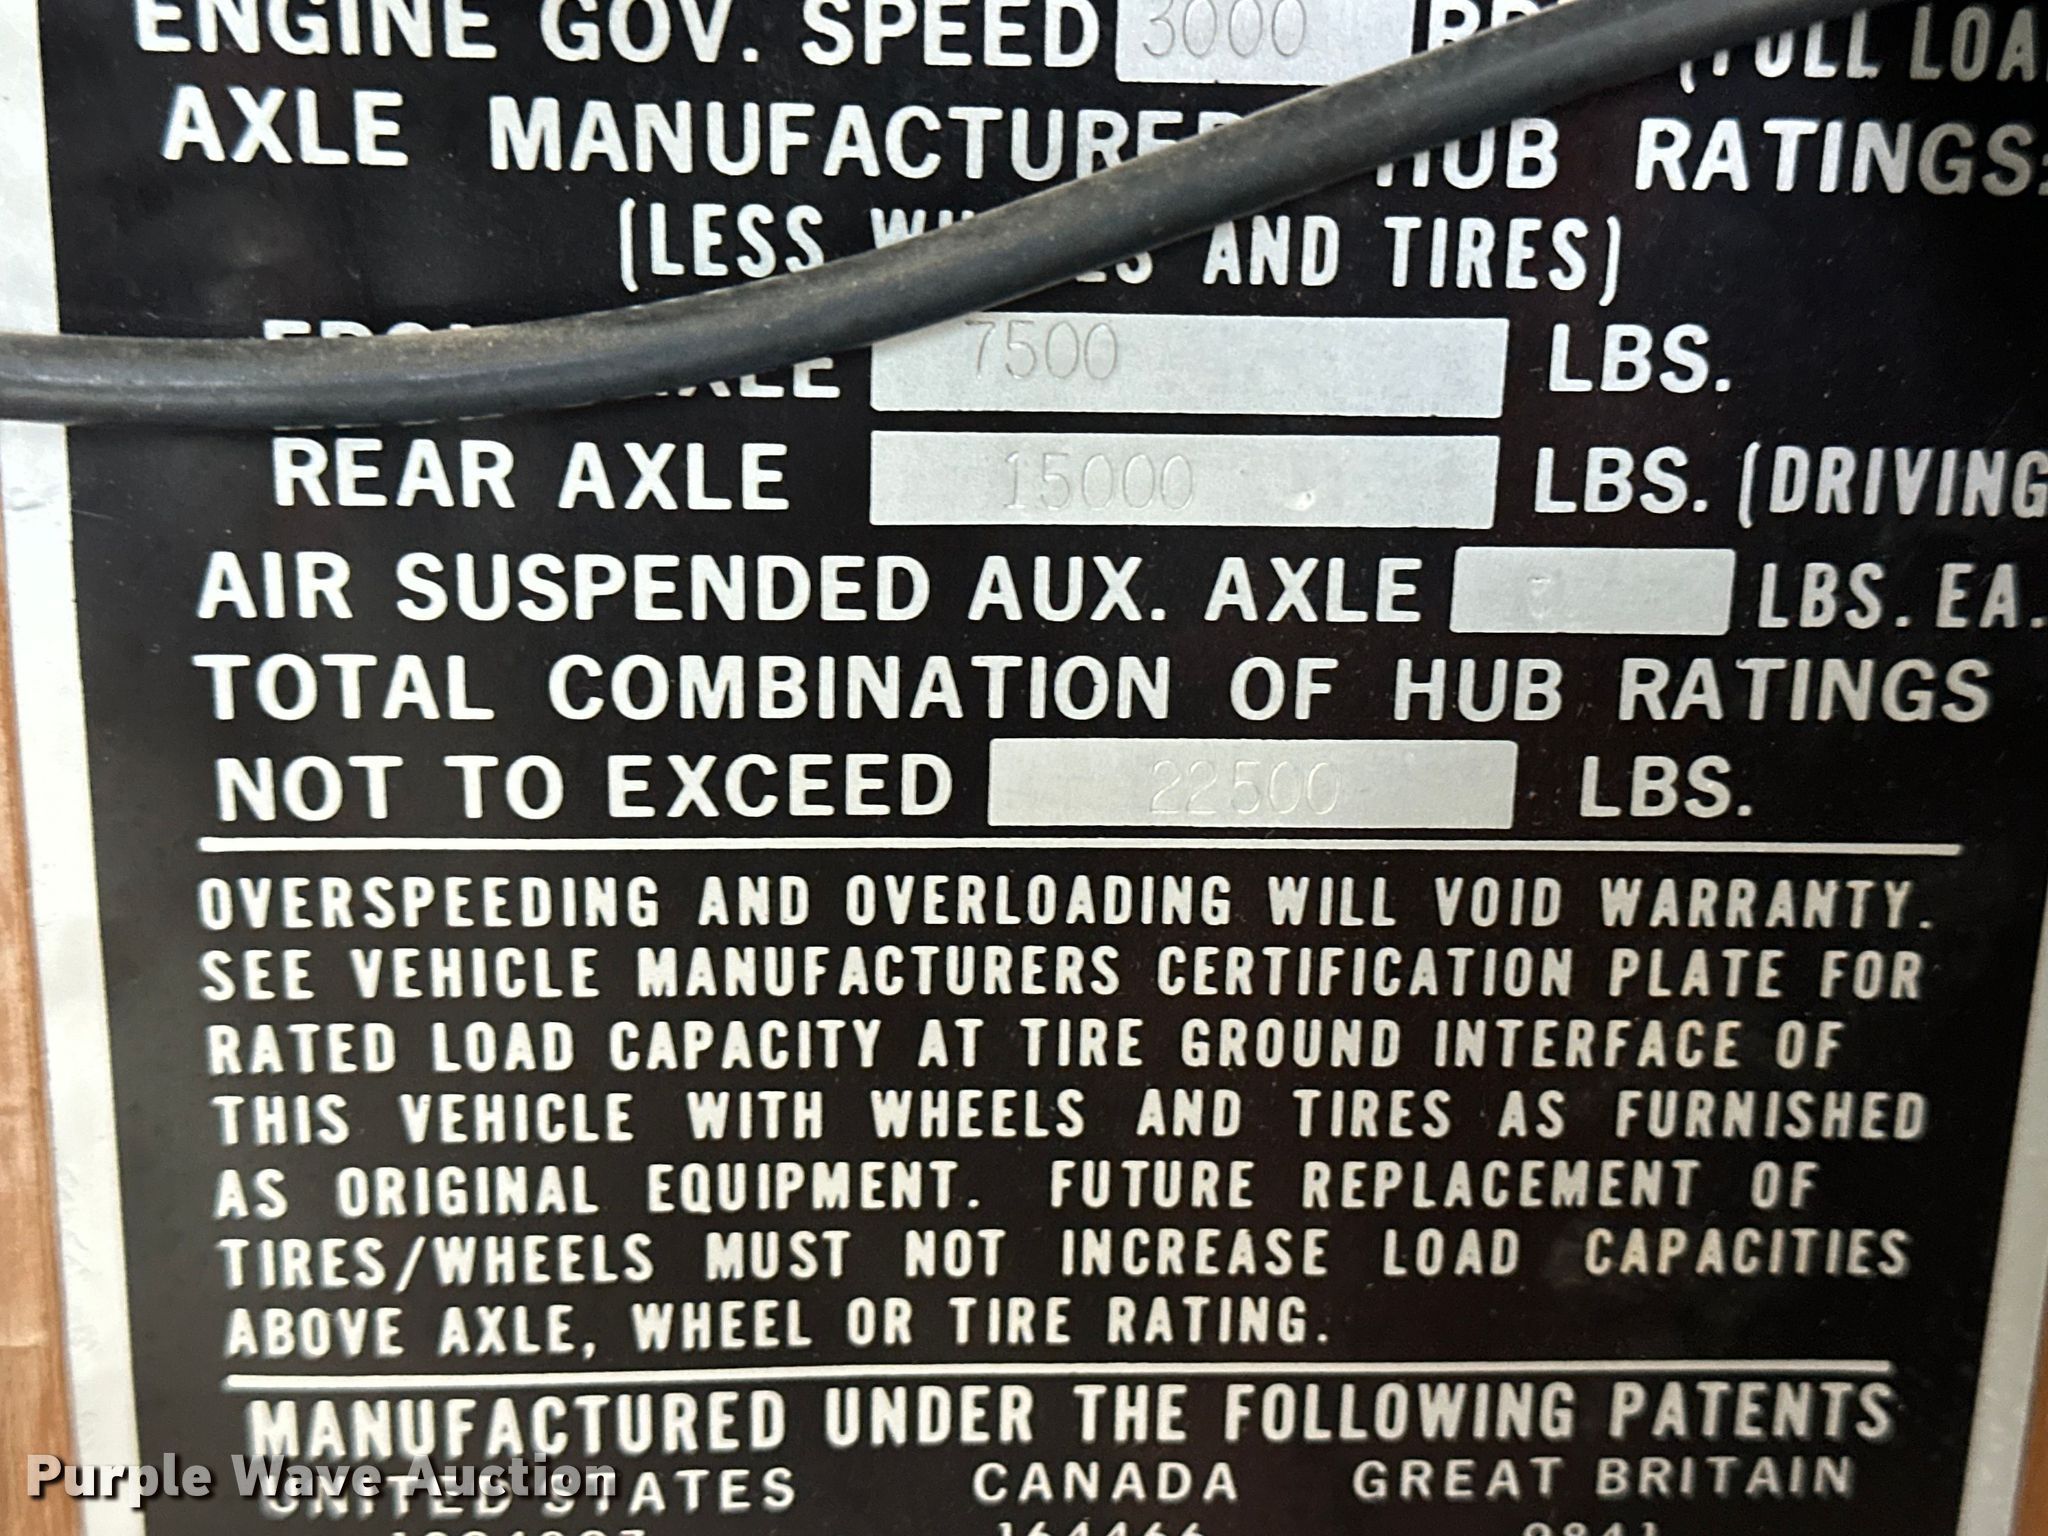 ENGINE GOV. SPEED 3000 (FULL LOA
AXLE MANUFACTURER HUB RATINGS:
(LESS AND TIRES)
7500 LBS.
REAR AXLE 15000 LBS. (DRIVING
AIR SUSPENDED AUX. AXLE LBS. EA.
TOTAL COMBINATION OF HUB RATINGS
NOT TO EXCEED 22500 LBS.
OVERSPEEDING AND OVERLOADING WILL VOID WARRANTY.
SEE VEHICLE MANUFACTURERS CERTIFICATION PLATE FOR
RATED LOAD CAPACITY AT TIRE GROUND INTERFACE OF
THIS VEHICLE WITH WHEELS AND TIRES AS FURNISHED
AS ORIGINAL EQUIPMENT. FUTURE REPLACEMENT OF
TIRES/WHEELS MUST NOT INCREASE LOAD CAPACITIES
ABOVE AXLE, WHEEL OR TIRE RATING.
MANUFACTURED UNDER THE FOLLOWING PATENTS
UNITED STATES CANADA GREAT BRITAIN
Purple Wave Auction